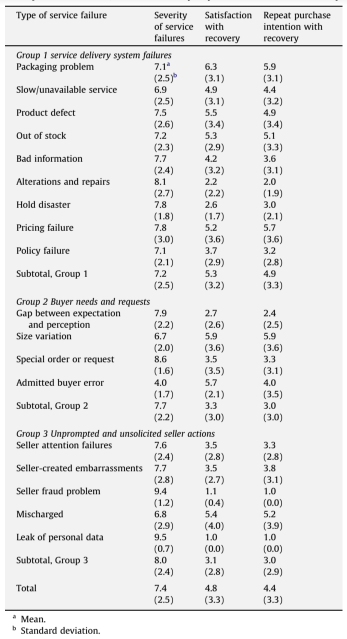 Type of service failure Severity Satisfaction Repeat purchase
of service with intention with
failures recovery recovery
Group 1 service delivery system failures
Packaging problem 7.1a 6.3 5.9
(2.5)b (3.1) (3.1)
Slow/unavailable service 6.9 4.9 4.4
(2.5) (3.1) (3.2)
Product defect 7.5 5.5 4.9
(2.6) (3.4) (3.4)
Out of stock 7.2 5.3 5.1
(2.3) (2.9) (3.3)
Bad information 7.7 4.2 3.6
(2.4) (3.2) (3.1)
Alterations and repairs 8.1 2.2 2.0
(2.7) (2.2) (1.9)
Hold disaster 7.8 2.6 3.0
(1.8) (1.7) (2.1)
Pricing failure 7.8 5.2 5.7
(3.0) (3.6) (3.6)
Policy failure 7.1 3.7 3.2
(2.1) (2.9) (2.8)
Subtotal, Group 1 7.2 5.3 4.9
(2.5) (3.2) (3.3)
Group 2 Buyer needs and requests
Gap between expectation 7.9 2.7 2.4
and perception (2.2) (2.6) (2.5)
Size variation 6.7 5.9 5.9
(2.0) (3.6) (3.6)
Special order or request 8.6 3.5 3.3
(1.6) (3.5) (3.1)
Admitted buyer error 4.0 5.7 4.0
(1.7) (2.1) (3.5)
Subtotal, Group 2 7.7 3.3 3.0
(2.2) (3.0) (3.0)
Group 3 Unprompted and unsolicited seller actions
Seller attention failures 7.6 3.5 3.3
(2.4) (2.8) (2.8)
Seller-created embarrassments 7.7 3.5 3.8
(2.8) (2.7) (3.1)
Seller fraud problem 9.4 1.1 1.0
(1.2) (0.4) (0.0)
Mischarged 6.8 5.4 5.2
(2.9) (4.0) (3.9)
Leak of personal data 9.5 1.0 1.0
(0.7) (0.0) (0.0)
Subtotal, Group 3 8.0 3.1 3.0
(2.4) (2.8) (2.9)
Total 7.4 4.8 4.4
(2.5) (3.3) (3.3)
a Mean.
b Standard deviation.